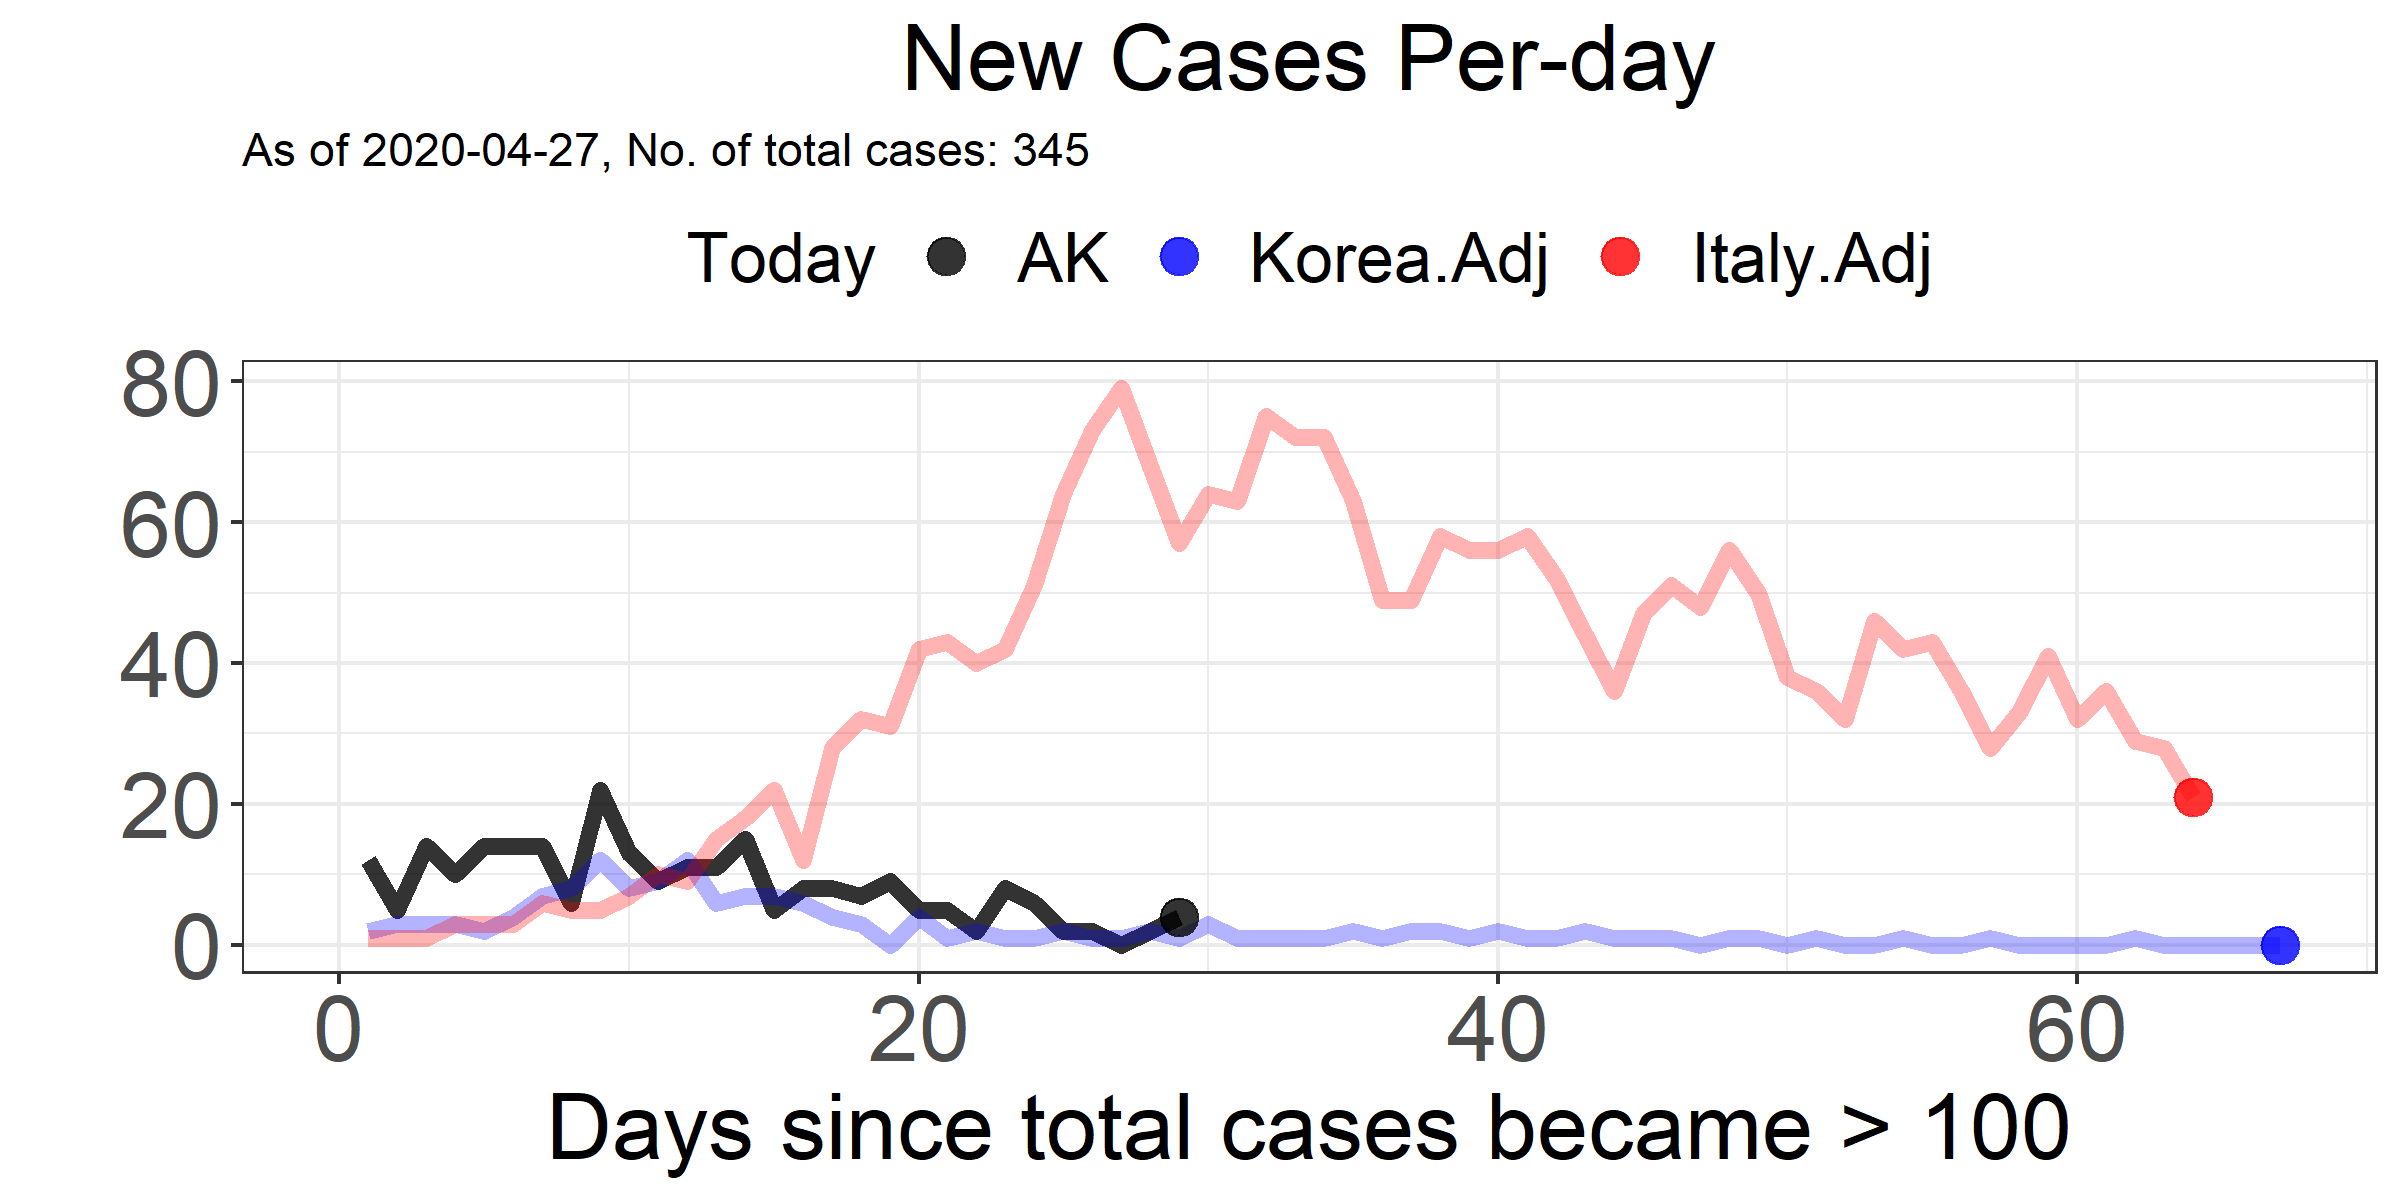 New Cases Per-day
As of 2020-04-27, No. of total cases: 345
Today AK Korea.Adj Italy.Adj
80
60
40
20
0
0 20 40 60
Days since total cases became > 100